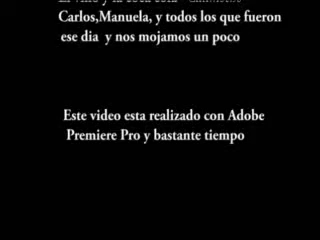 Carlos,Manuela, y todos los que fueron
ese dia y nos mojamos un poco
Este video esta realizado con Adobe
Premiere Pro y bastante tiempo